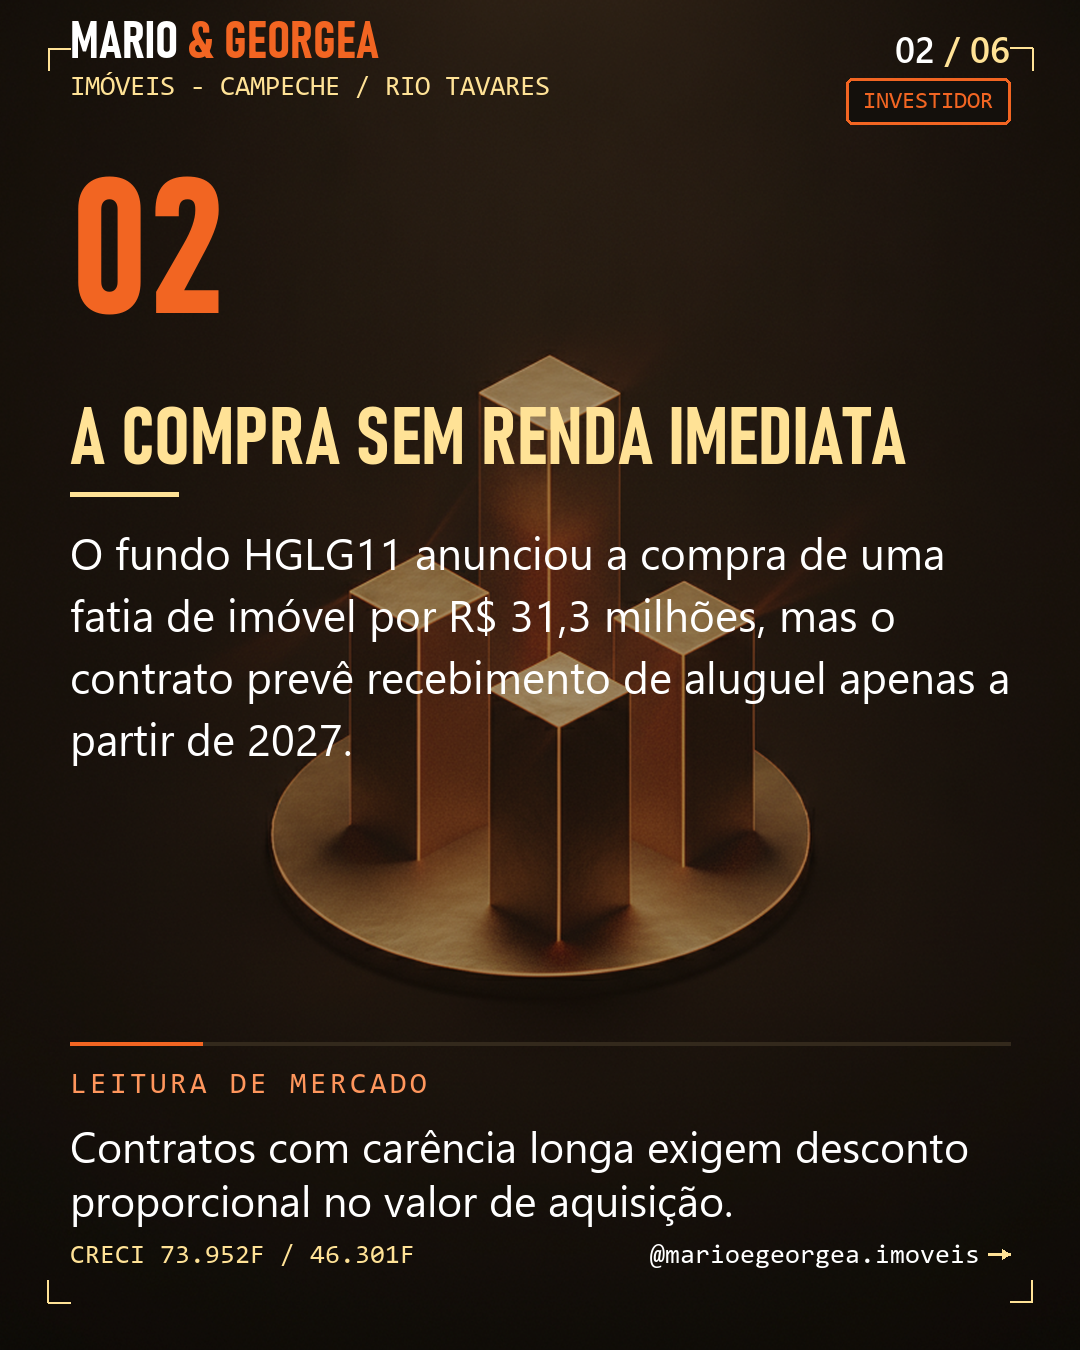 MARIO & GEORGEA
IMÓVEIS - CAMPECHE / RIO TAVARES
02 / 06
INVESTIDOR
02
A COMPRA SEM RENDA IMEDIATA
O fundo HGLG11 anunciou a compra de uma
fatia de imóvel por R$ 31,3 milhões, mas o
contrato prevê recebimento de aluguel apenas a
partir de 2027.
LEITURA DE MERCADO
Contratos com carência longa exigem desconto
proporcional no valor de aquisição.
CRECI 73.952F / 46.301F
@marioegeorgea.imoveis →